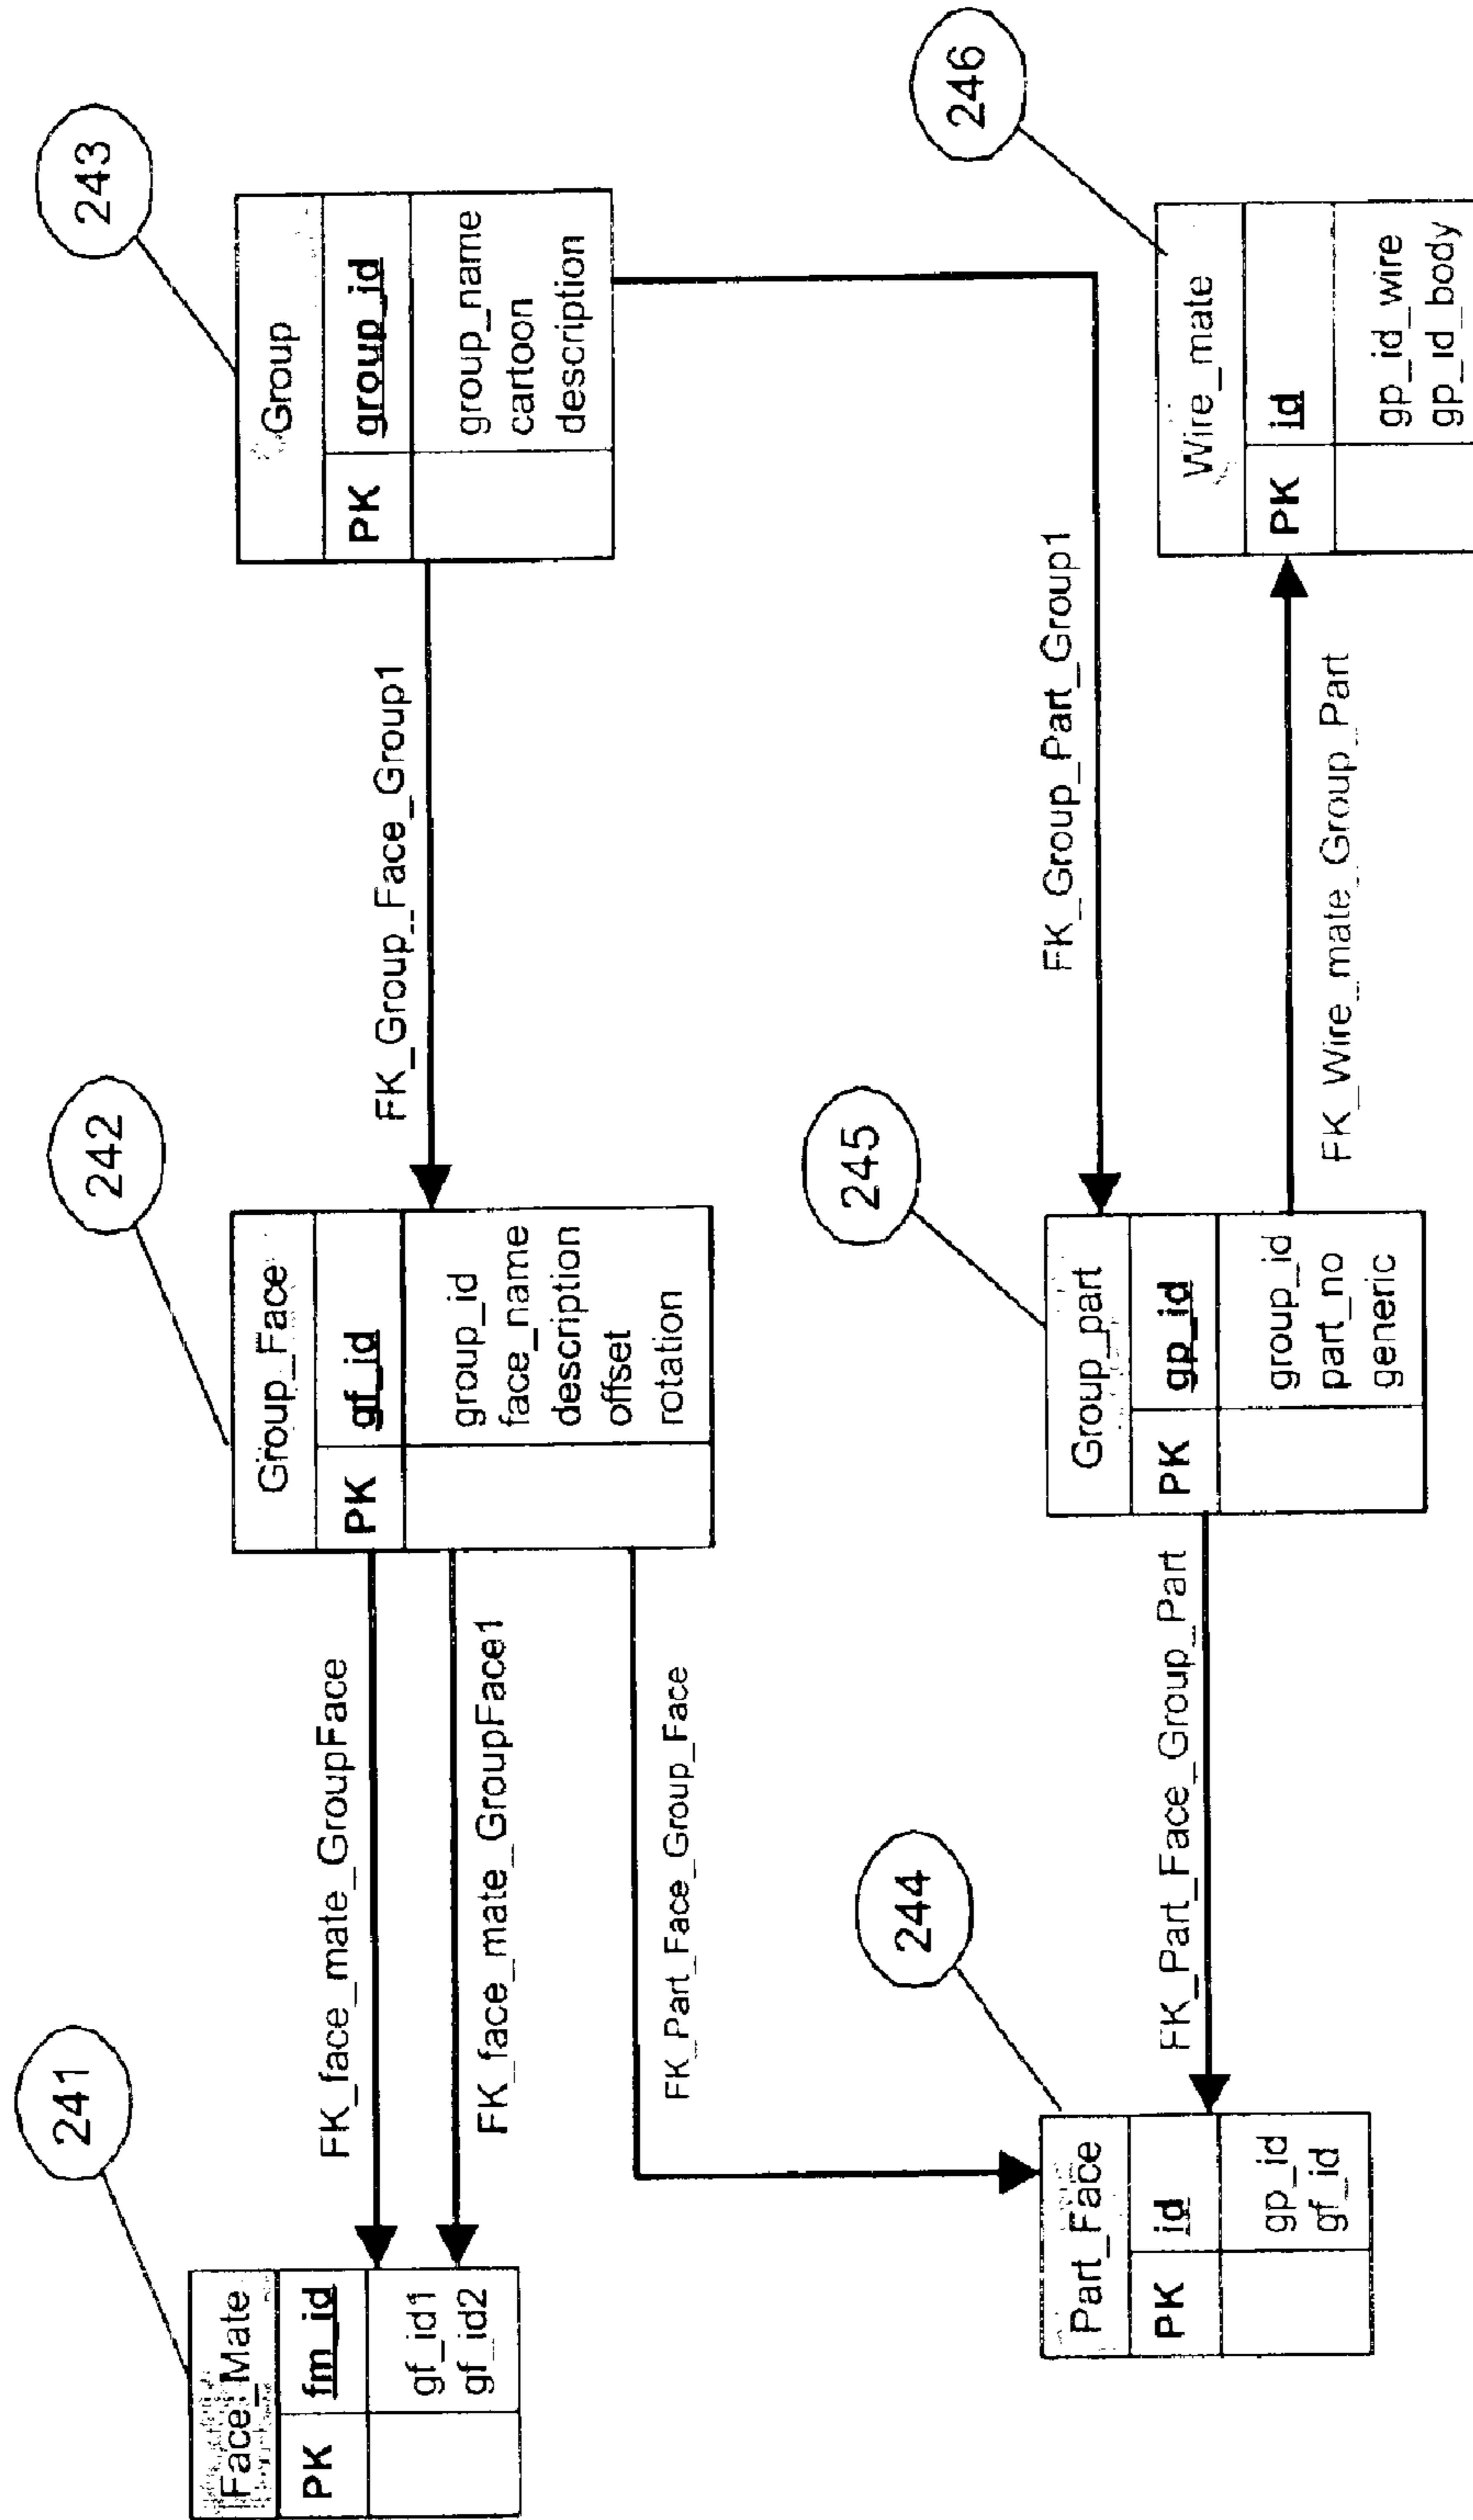 241
Face_Mate
PK fm_id
gf_id1
gf_id2
FK_face_mate_GroupFace
FK_face_mate_GroupFace1
242
Group_Face
PK gf_id
group_id
face_name
description
offset
rotation
FK_Group_Face_Group1
243
Group
PK group_id
group_name
cartoon
description
FK_Part_Face_Group_Face
FK_Group_Part_Group1
244
Part_Face
PK id
gp_id
gf_id
FK_Part_Face_Group_Part
245
Group_part
PK gp_id
group_id
part_no
generic
FK_Wire_mate_Group_Part
246
Wire_mate
PK id
gp_id_wire
gp_id_body